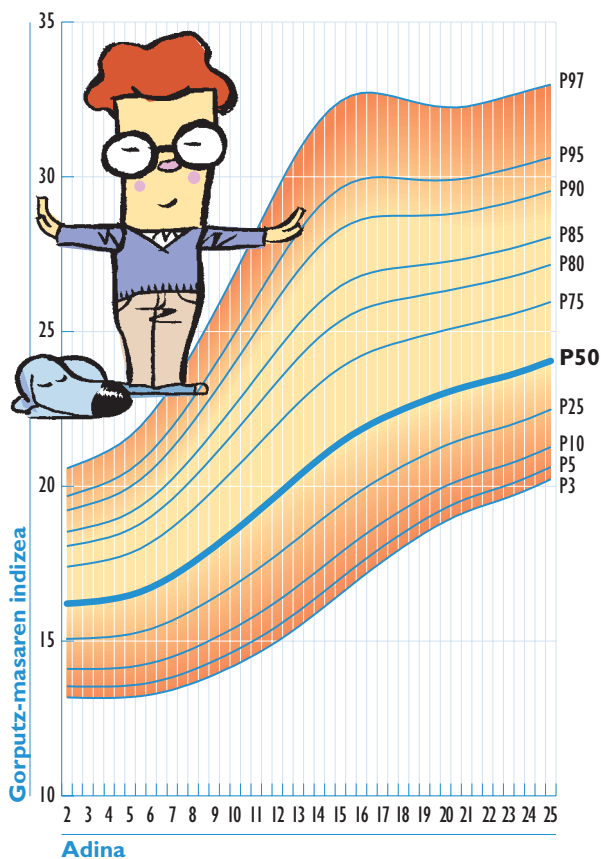 35
30
25
20
15
10
P97
P95
P90
P85
P80
P75
P50
P25
P10
P5
P3
Gorputz-masaren indizea
2 3 4 5 6 7 8 9 10 11 12 13 14 15 16 17 18 19 20 21 22 23 24 25
Adina